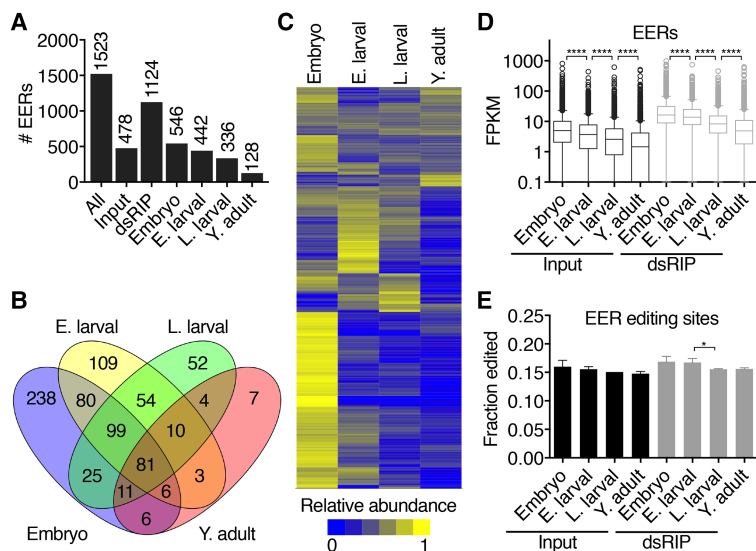 A
# EERs
2000
1500
1000
500
0
1523
478
1124
546
442
336
128
All
Input
dsRIP
Embryo
E. larval
L. larval
Y. adult
B
E. larval
L. larval
109
52
238
80
54
4
7
99
10
25
81
3
11
6
6
Embryo
Y. adult
C
Embryo
E. larval
L. larval
Y. adult
Relative abundance
0
1
D
EERs
FPKM
1000
100
10
1
0.1
**** **** **** **** **** ****
Embryo
E. larval
L. larval
Y. adult
Embryo
E. larval
L. larval
Y. adult
Input
dsRIP
E
EER editing sites
Fraction edited
0.25
0.20
0.15
0.10
0.05
0.00
*
Embryo
E. larval
L. larval
Y. adult
Embryo
E. larval
L. larval
Y. adult
Input
dsRIP